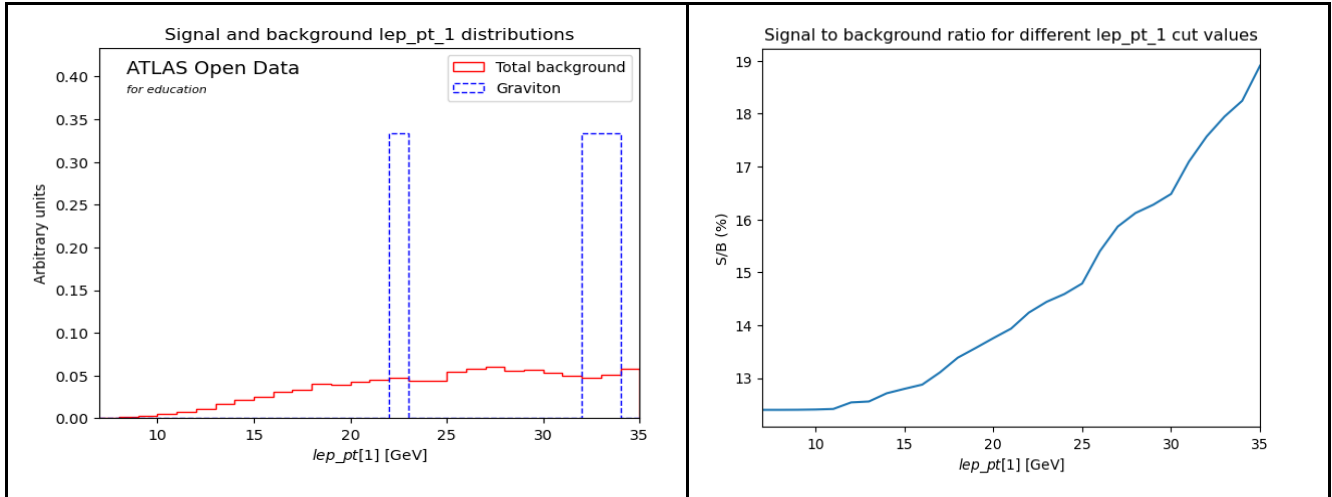 Signal and background lep_pt_1 distributions
ATLAS Open Data
for education
Total background
Graviton
0.40
0.35
0.30
0.25
0.20
0.15
0.10
0.05
0.00
Arbitrary units
10 15 20 25 30 35
lep_pt[1] [GeV]
Signal to background ratio for different lep_pt_1 cut values
19
18
17
16
15
14
13
S/B (%)
10 15 20 25 30 35
lep_pt[1] [GeV]